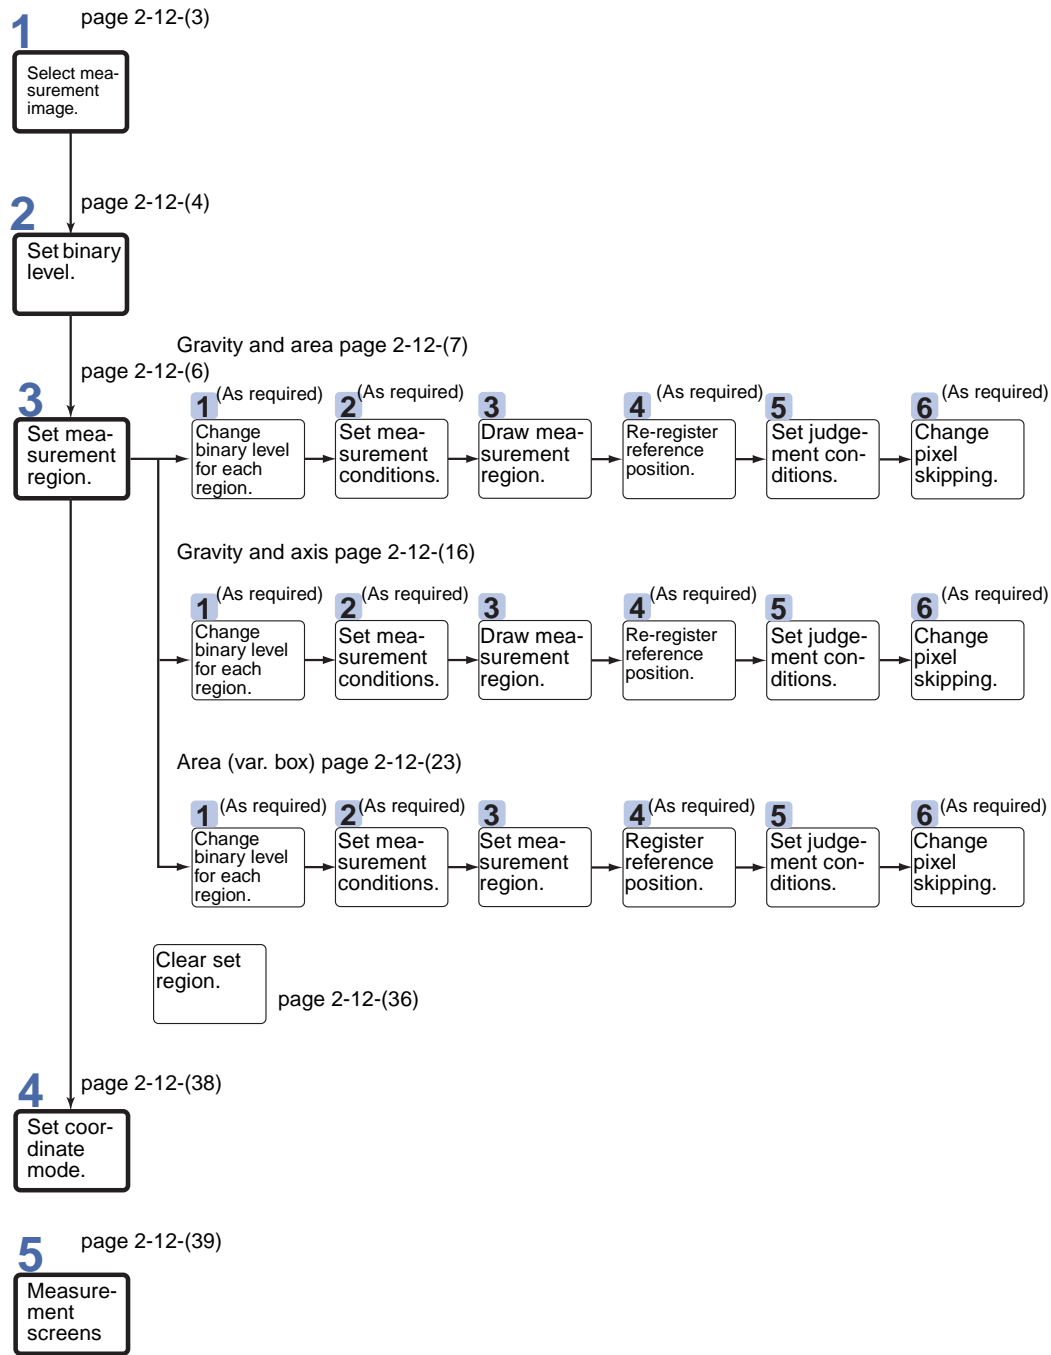 page 2-12-(3)
1
Select mea-
surement
image.
page 2-12-(4)
2
Set binary
level.
Gravity and area page 2-12-(7)
page 2-12-(6)
3
Set mea-
surement
region.
1 (As required)
Change
binary level
for each
region.
2 (As required)
Set mea-
surement
conditions.
3
Draw mea-
surement
region.
4 (As required)
Re-register
reference
position.
5
Set judge-
ment con-
ditions.
6 (As required)
Change
pixel
skipping.
Gravity and axis page 2-12-(16)
1 (As required)
Change
binary level
for each
region.
2 (As required)
Set mea-
surement
conditions.
3
Draw mea-
surement
region.
4 (As required)
Re-register
reference
position.
5
Set judge-
ment con-
ditions.
6 (As required)
Change
pixel
skipping.
Area (var. box) page 2-12-(23)
1 (As required)
Change
binary level
for each
region.
2 (As required)
Set mea-
surement
conditions.
3
Set mea-
surement
region.
4 (As required)
Register
reference
position.
5
Set judge-
ment con-
ditions.
6 (As required)
Change
pixel
skipping.
Clear set
region.
page 2-12-(36)
page 2-12-(38)
4
Set coor-
dinate
mode.
page 2-12-(39)
5
Measure-
ment
screens